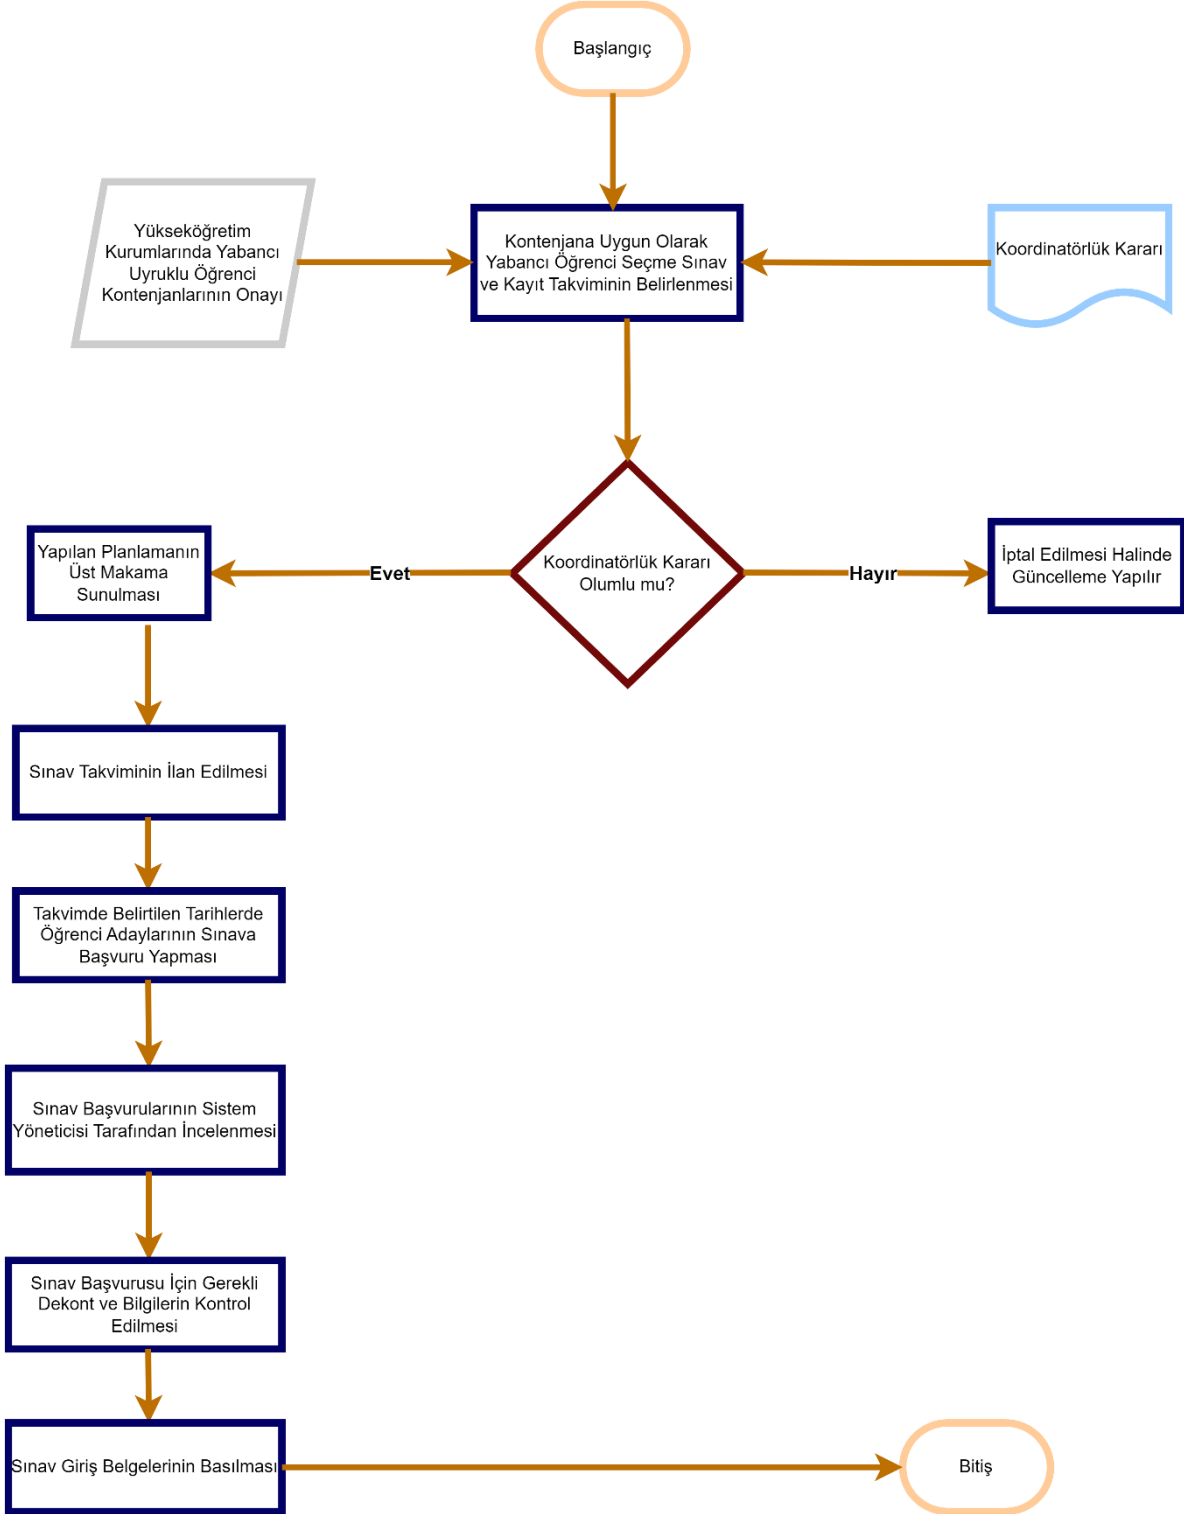 Başlangıç
Yükseköğretim
Kurumlarında Yabancı
Uyruklu Öğrenci
Kontenjanlarının Onayı
Kontenjana Uygun Olarak
Yabancı Öğrenci Seçme Sınav
ve Kayıt Takviminin Belirlenmesi
Koordinatörlük Kararı
Koordinatörlük Kararı
Olumlu mu?
Evet
Hayır
Yapılan Planlamanın
Üst Makama
Sunulması
İptal Edilmesi Halinde
Güncelleme Yapılır
Sınav Takviminin İlan Edilmesi
Takvimde Belirtilen Tarihlerde
Öğrenci Adaylarının Sınava
Başvuru Yapması
Sınav Başvurularının Sistem
Yöneticisi Tarafından İncelenmesi
Sınav Başvurusu İçin Gerekli
Dekont ve Bilgilerin Kontrol
Edilmesi
Sınav Giriş Belgelerinin Basılması
Bitiş